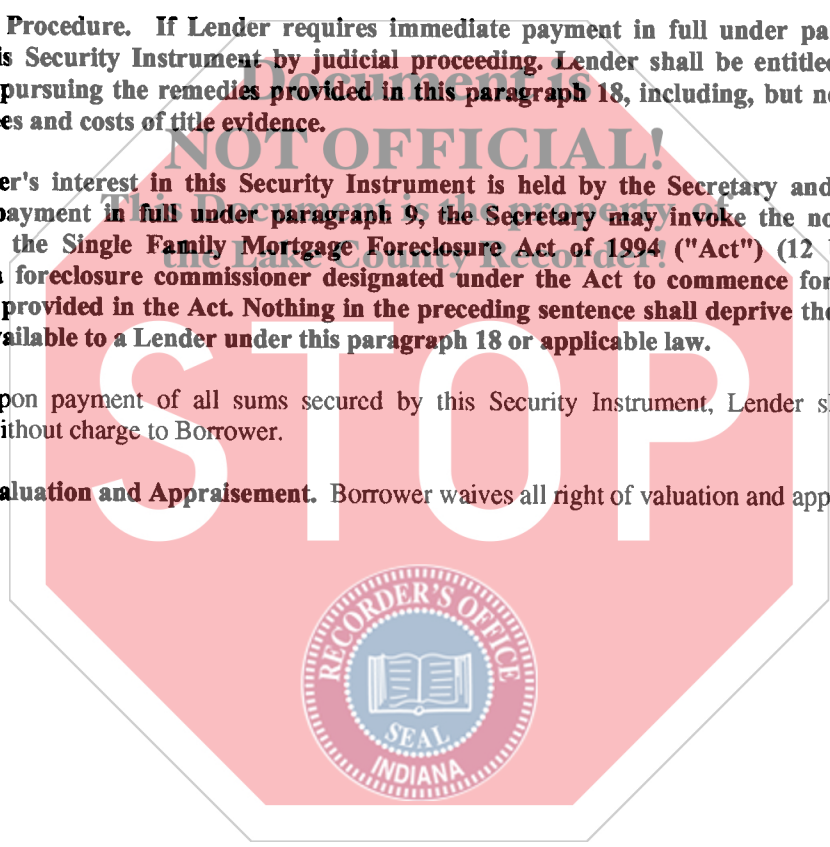 Procedure. If Lender requires immediate payment in full under pa
is Security Instrument by judicial proceeding. Lender shall be entitled
pursuing the remedies provided in this paragraph 18, including, but no
es and costs of title evidence.
er's interest in this Security Instrument is held by the Secretary and
payment in full under paragraph 9, the Secretary may invoke the no
the Single Family Mortgage Foreclosure Act of 1994 ("Act") (12
a foreclosure commissioner designated under the Act to commence for
provided in the Act. Nothing in the preceding sentence shall deprive the
vailable to a Lender under this paragraph 18 or applicable law.
pon payment of all sums secured by this Security Instrument, Lender s
ithout charge to Borrower.
aluation and Appraisement. Borrower waives all right of valuation and app
Document is
NOT OFFICIAL!
This Document is the property of
the Lake County Recorder!
STOP
RECORDER'S OFFICE
SEAL
INDIANA